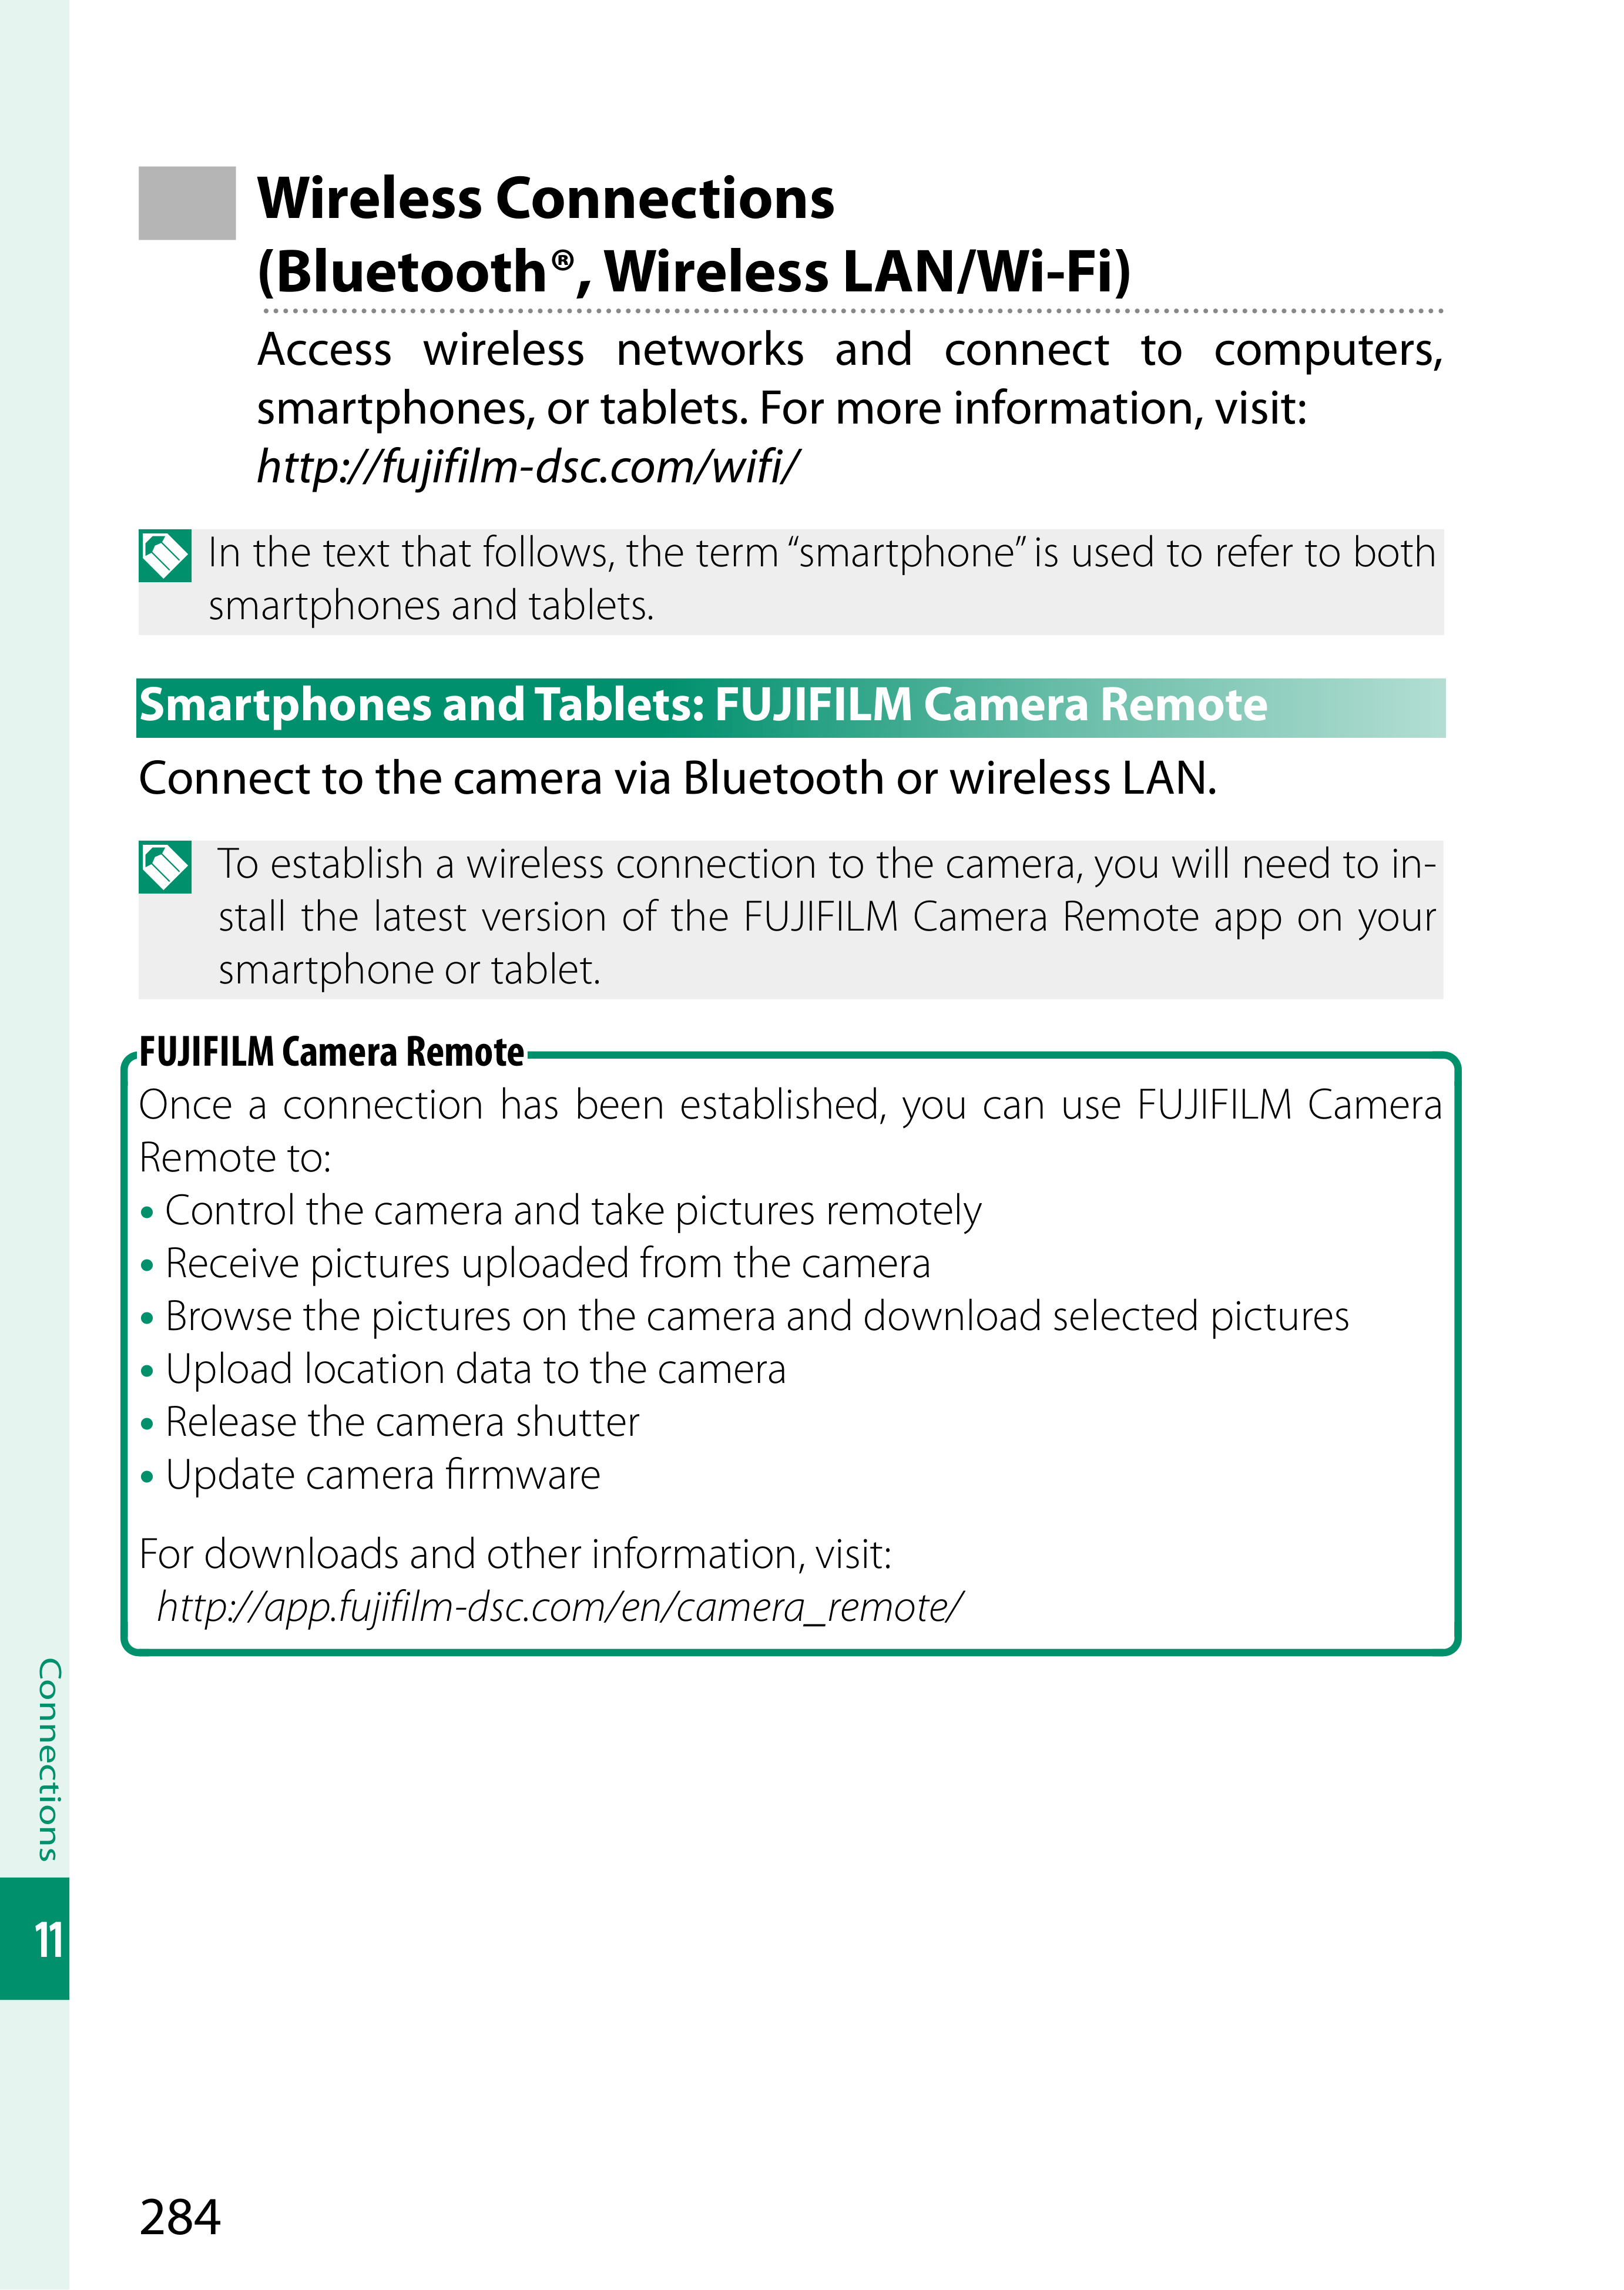 Wireless Connections
(Bluetooth®, Wireless LAN/Wi-Fi)
Access wireless networks and connect to computers,
smartphones, or tablets. For more information, visit:
http://fujifilm-dsc.com/wifi/
In the text that follows, the term “smartphone” is used to refer to both
smartphones and tablets.
Smartphones and Tablets: FUJIFILM Camera Remote
Connect to the camera via Bluetooth or wireless LAN.
To establish a wireless connection to the camera, you will need to in-
stall the latest version of the FUJIFILM Camera Remote app on your
smartphone or tablet.
FUJIFILM Camera Remote
Once a connection has been established, you can use FUJIFILM Camera
Remote to:
• Control the camera and take pictures remotely
• Receive pictures uploaded from the camera
• Browse the pictures on the camera and download selected pictures
• Upload location data to the camera
• Release the camera shutter
• Update camera firmware
For downloads and other information, visit:
http://app.fujifilm-dsc.com/en/camera_remote/
Connections
11
284